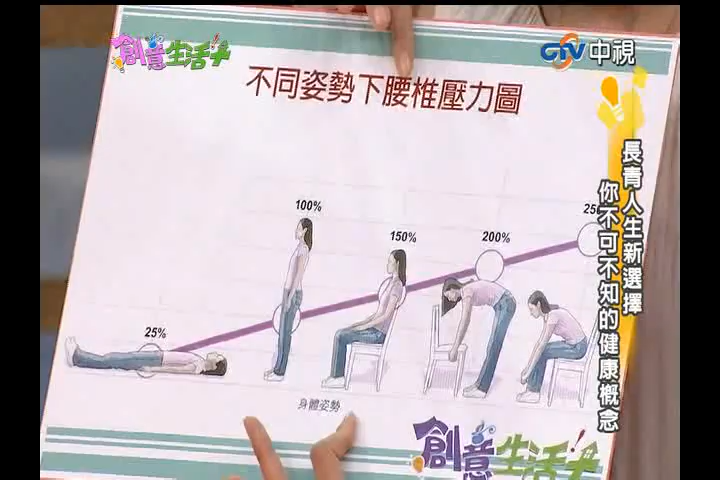 創意生活家
CTV中視
不同姿勢下腰椎壓力圖
長青人生新選擇
你不可不知的健康概念
100%
150%
200%
25%
身體姿勢
創意生活家